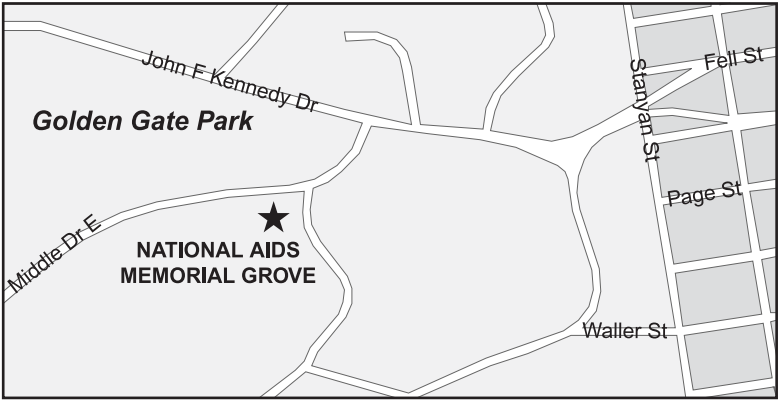 John F Kennedy Dr
Fell St
Stanyan St
Golden Gate Park
Page St
Middle Dr E
NATIONAL AIDS
MEMORIAL GROVE
Waller St